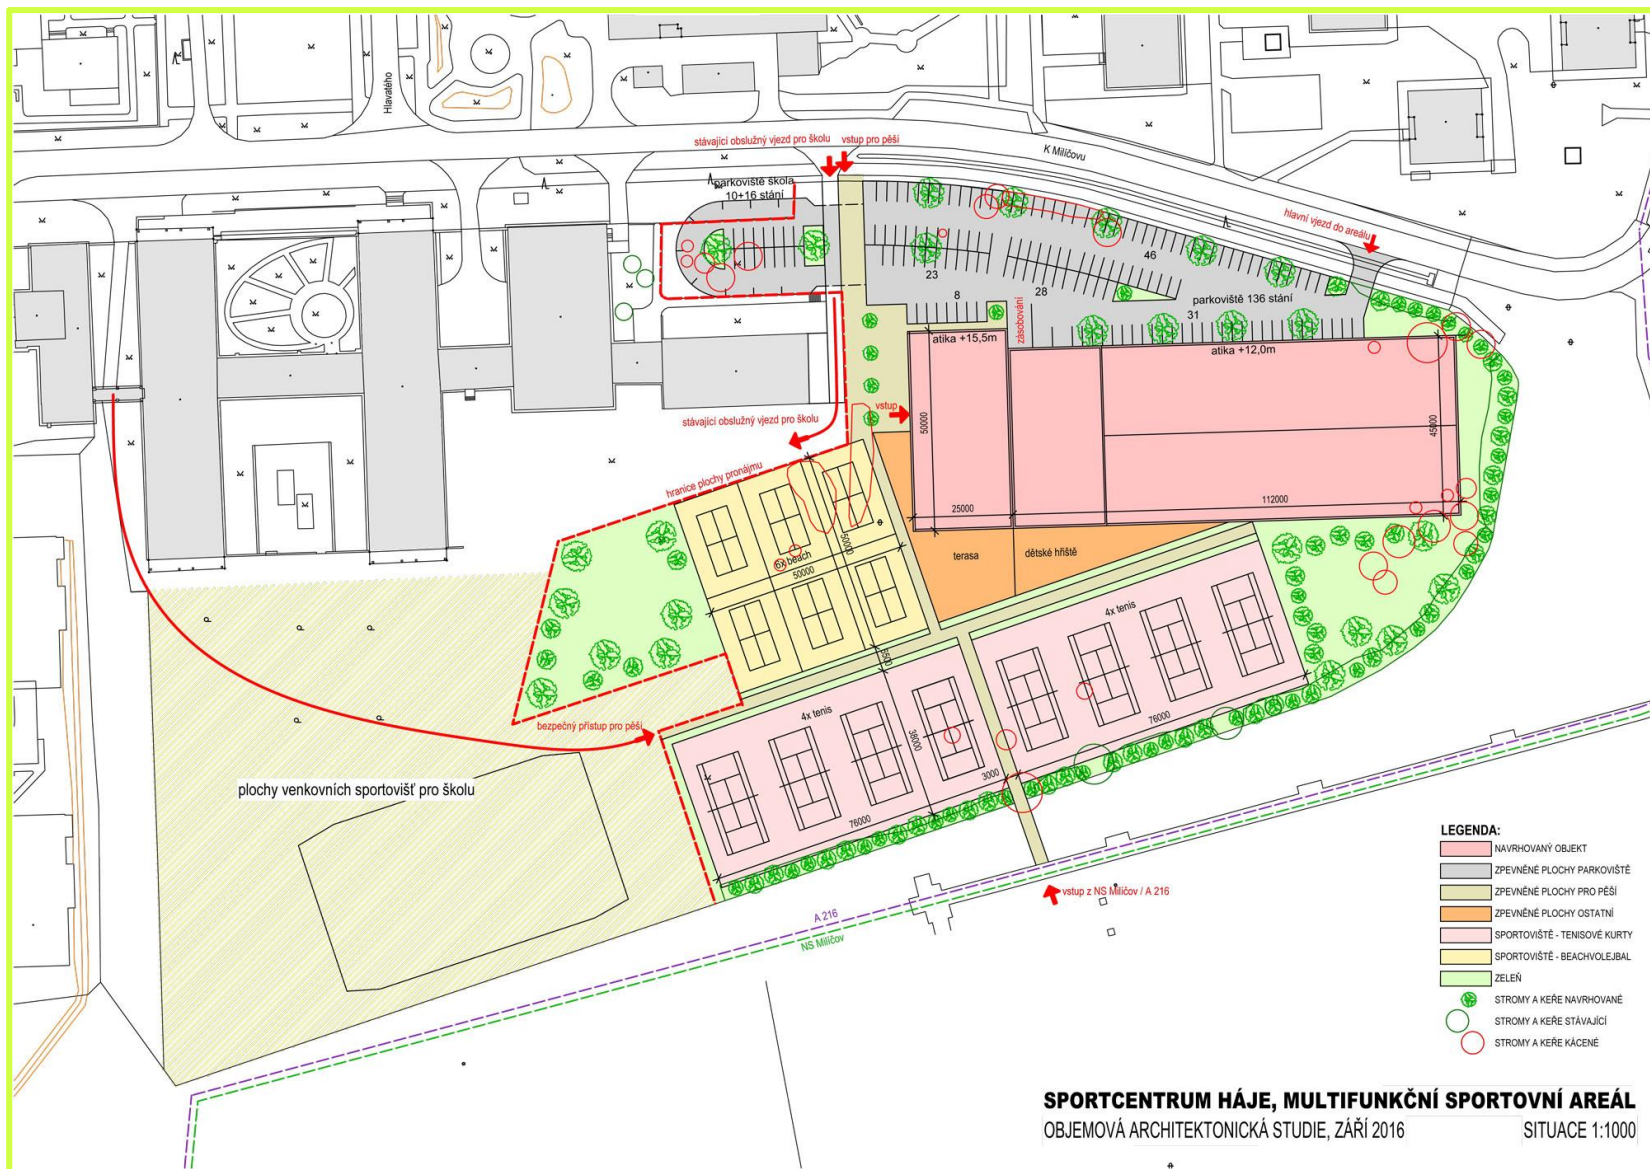 Hlavatého
stávající obslužný vjezd pro školu
vstup pro pěší
K Milíčovu
parkoviště škola
10+16 stání
hlavní vjezd do areálu
46
23
28
8
parkoviště 136 stání
31
zásobování
atika +15,5m
atika +12,0m
vstup
50000
45000
stávající obslužný vjezd pro školu
hranice plochy pronájmu
25000
112000
6x beach
50000
50000
terasa
dětské hřiště
4x tenis
6500
4x tenis
bezpečný přístup pro pěší
38000
76000
3000
76000
plochy venkovních sportovišť pro školu
vstup z NS Milíčov / A 216
A 216
NS Milíčov
LEGENDA:
NAVRHOVANÝ OBJEKT
ZPEVNĚNÉ PLOCHY PARKOVIŠTĚ
ZPEVNĚNÉ PLOCHY PRO PĚŠÍ
ZPEVNĚNÉ PLOCHY OSTATNÍ
SPORTOVIŠTĚ - TENISOVÉ KURTY
SPORTOVIŠTĚ - BEACHVOLEJBAL
ZELEŇ
STROMY A KEŘE NAVRHOVANÉ
STROMY A KEŘE STÁVAJÍCÍ
STROMY A KEŘE KÁCENÉ
SPORTCENTRUM HÁJE, MULTIFUNKČNÍ SPORTOVNÍ AREÁL
OBJEMOVÁ ARCHITEKTONICKÁ STUDIE, ZÁŘÍ 2016
SITUACE 1:1000